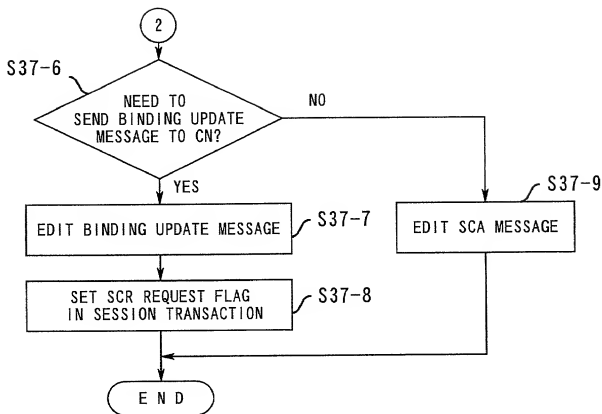 2
S37-6
NEED TO
SEND BINDING UPDATE
MESSAGE TO CN?
NO
YES
S37-9
EDIT BINDING UPDATE MESSAGE
S37-7
EDIT SCA MESSAGE
SET SCR REQUEST FLAG
IN SESSION TRANSACTION
S37-8
END